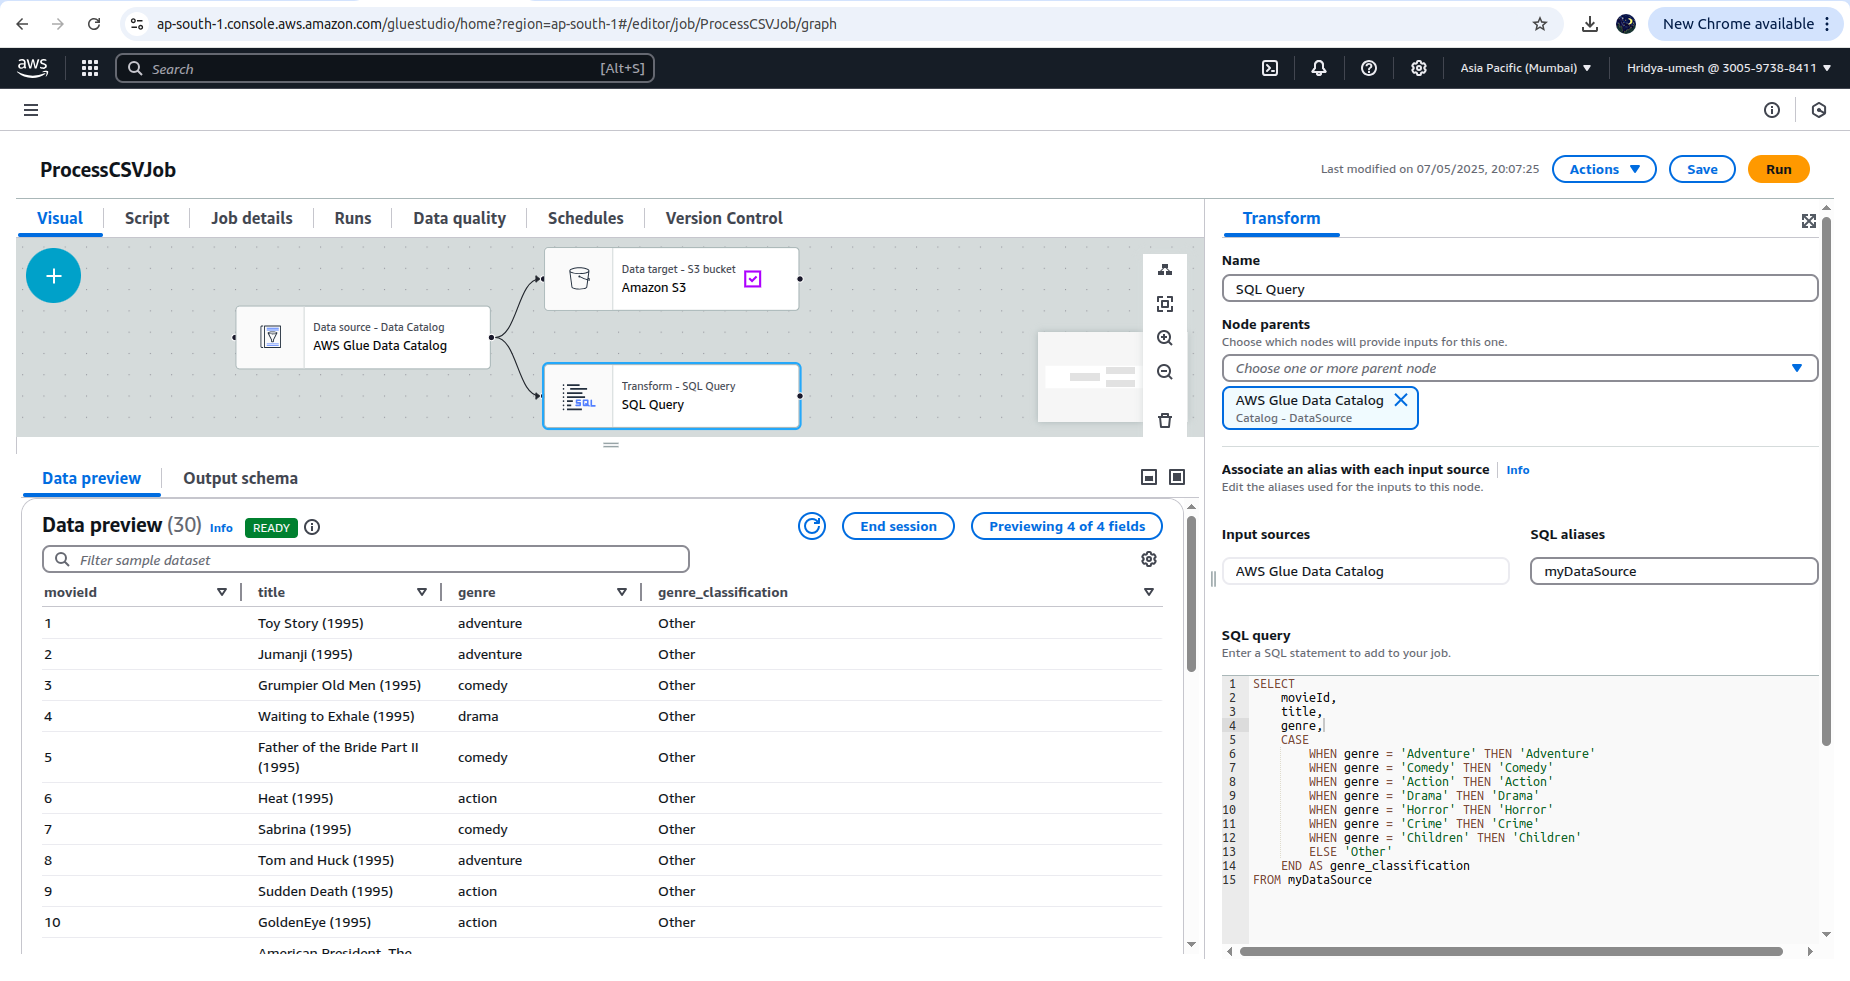 ap-south-1.console.aws.amazon.com/gluestudio/home?region=ap-south-1#/editor/job/ProcessCSVJob/graph
New Chrome available
aws
Search
[Alt+S]
Asia Pacific (Mumbai)
Hridya-umesh @ 3005-9738-8411
ProcessCSVJob
Last modified on 07/05/2025, 20:07:25
Actions
Save
Run
Visual
Script
Job details
Runs
Data quality
Schedules
Version Control
Data target - S3 bucket
Amazon S3
Data source - Data Catalog
AWS Glue Data Catalog
Transform - SQL Query
SQL
SQL Query
Data preview
Output schema
Data preview (30) Info READY
End session
Previewing 4 of 4 fields
Filter sample dataset
movieId title genre genre_classification
1 Toy Story (1995) adventure Other
2 Jumanji (1995) adventure Other
3 Grumpier Old Men (1995) comedy Other
4 Waiting to Exhale (1995) drama Other
5 Father of the Bride Part II (1995) comedy Other
6 Heat (1995) action Other
7 Sabrina (1995) comedy Other
8 Tom and Huck (1995) adventure Other
9 Sudden Death (1995) action Other
10 GoldenEye (1995) action Other
American President, The
Transform
Name
SQL Query
Node parents
Choose which nodes will provide inputs for this one.
Choose one or more parent node
AWS Glue Data Catalog
Catalog - DataSource
Associate an alias with each input source Info
Edit the aliases used for the inputs to this node.
Input sources SQL aliases
AWS Glue Data Catalog myDataSource
SQL query
Enter a SQL statement to add to your job.
1 SELECT
2 movieId,
3 title,
4 genre,
5 CASE
6 WHEN genre = 'Adventure' THEN 'Adventure'
7 WHEN genre = 'Comedy' THEN 'Comedy'
8 WHEN genre = 'Action' THEN 'Action'
9 WHEN genre = 'Drama' THEN 'Drama'
10 WHEN genre = 'Horror' THEN 'Horror'
11 WHEN genre = 'Crime' THEN 'Crime'
12 WHEN genre = 'Children' THEN 'Children'
13 ELSE 'Other'
14 END AS genre_classification
15 FROM myDataSource